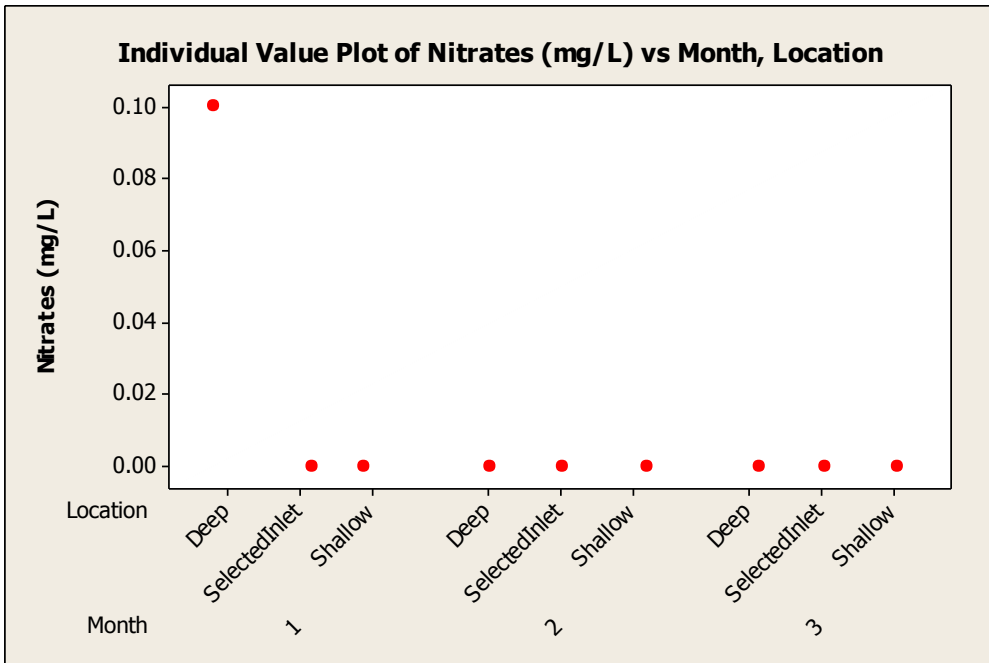 Individual Value Plot of Nitrates (mg/L) vs Month, Location
Nitrates (mg/L)
0.10
0.08
0.06
0.04
0.02
0.00
Location
Deep
SelectedInlet
Shallow
Deep
SelectedInlet
Shallow
Deep
SelectedInlet
Shallow
Month
1
2
3